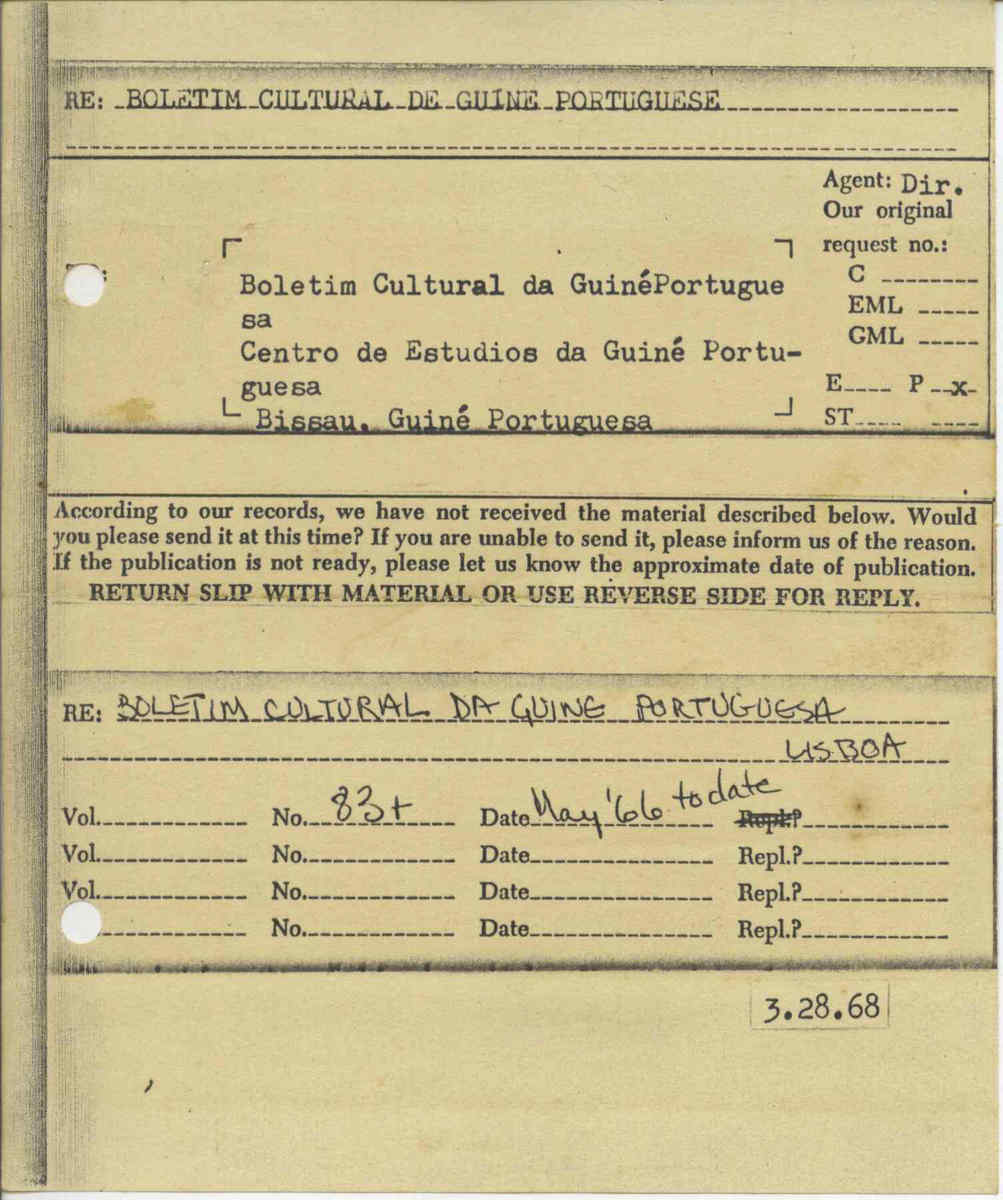 RE: BOLETIM CULTURAL DE GUINE PORTUGUESE
Agent: Dir.
Our original
request no.:
C
EML
GML
E P x
ST
Boletim Cultural da GuinéPortugue
sa
Centro de Estudios da Guiné Portu-
guesa
Bissau. Guiné Portuguesa
According to our records, we have not received the material described below. Would
you please send it at this time? If you are unable to send it, please inform us of the reason.
If the publication is not ready, please let us know the approximate date of publication.
RETURN SLIP WITH MATERIAL OR USE REVERSE SIDE FOR REPLY.
RE: BOLETIM CULTURAL DA GUINE PORTUGUESA
LISBOA
Vol. No. 83+ Date May '66 to date Repl.?
Vol. No. Date Repl.?
Vol. No. Date Repl.?
No. Date Repl.?
3.28.68